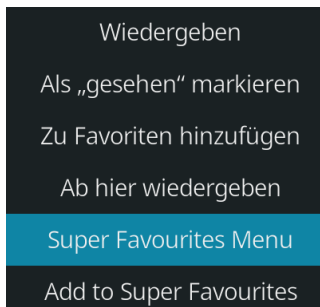 Wiedergeben
Als „gesehen“ markieren
Zu Favoriten hinzufügen
Ab hier wiedergeben
Super Favourites Menu
Add to Super Favourites